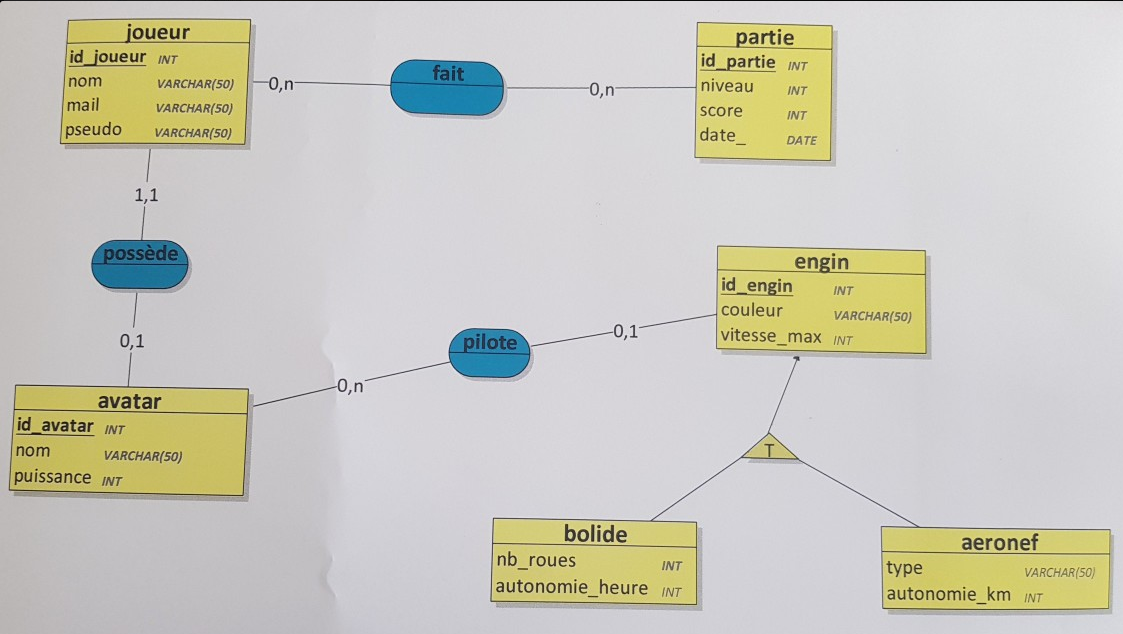 joueur
id_joueur INT
nom VARCHAR(50)
mail VARCHAR(50)
pseudo VARCHAR(50)
0,n
fait
0,n
partie
id_partie INT
niveau INT
score INT
date_ DATE
1,1
possède
0,1
avatar
id_avatar INT
nom VARCHAR(50)
puissance INT
0,n
pilote
0,1
engin
id_engin INT
couleur VARCHAR(50)
vitesse_max INT
T
bolide
nb_roues INT
autonomie_heure INT
aeronef
type VARCHAR(50)
autonomie_km INT